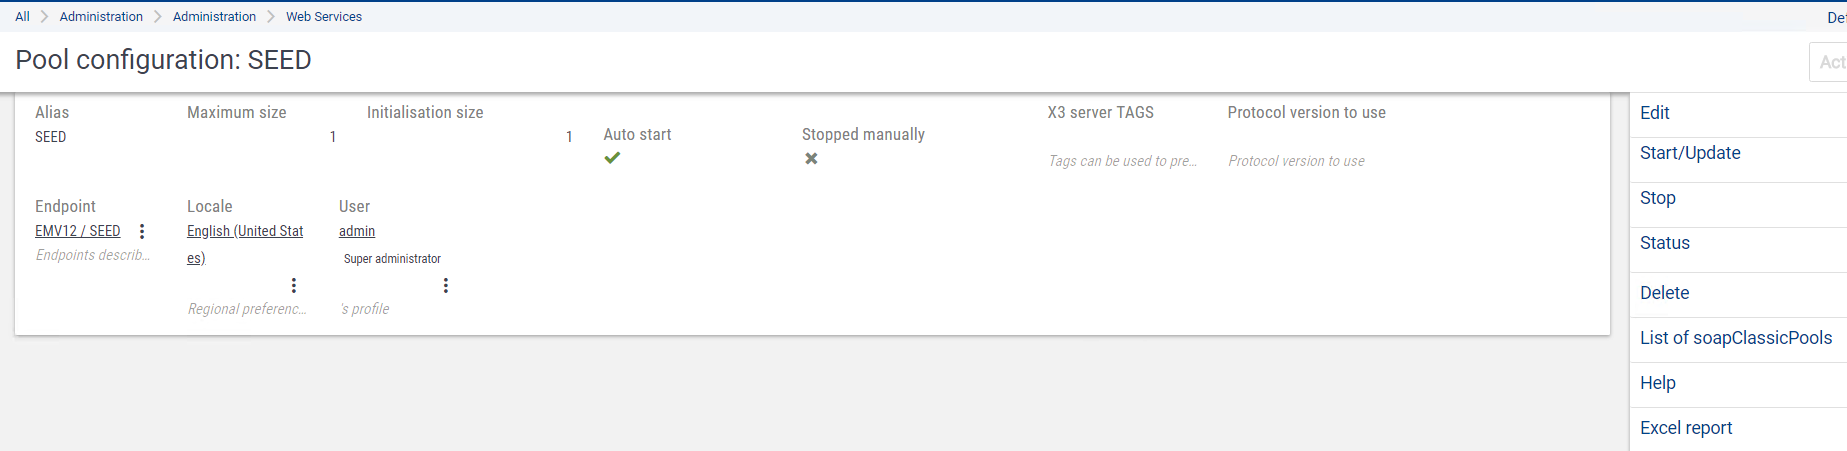 All Administration Administration Web Services
Pool configuration: SEED
Alias Maximum size Initialisation size X3 server TAGS Protocol version to use
SEED 1 1 Auto start Stopped manually
Tags can be used to pre... Protocol version to use
Endpoint Locale User
EMV12 / SEED English (United Stat admin
Endpoints describ... es) Super administrator
Regional preferenc... 's profile
Edit
Start/Update
Stop
Status
Delete
List of soapClassicPools
Help
Excel report